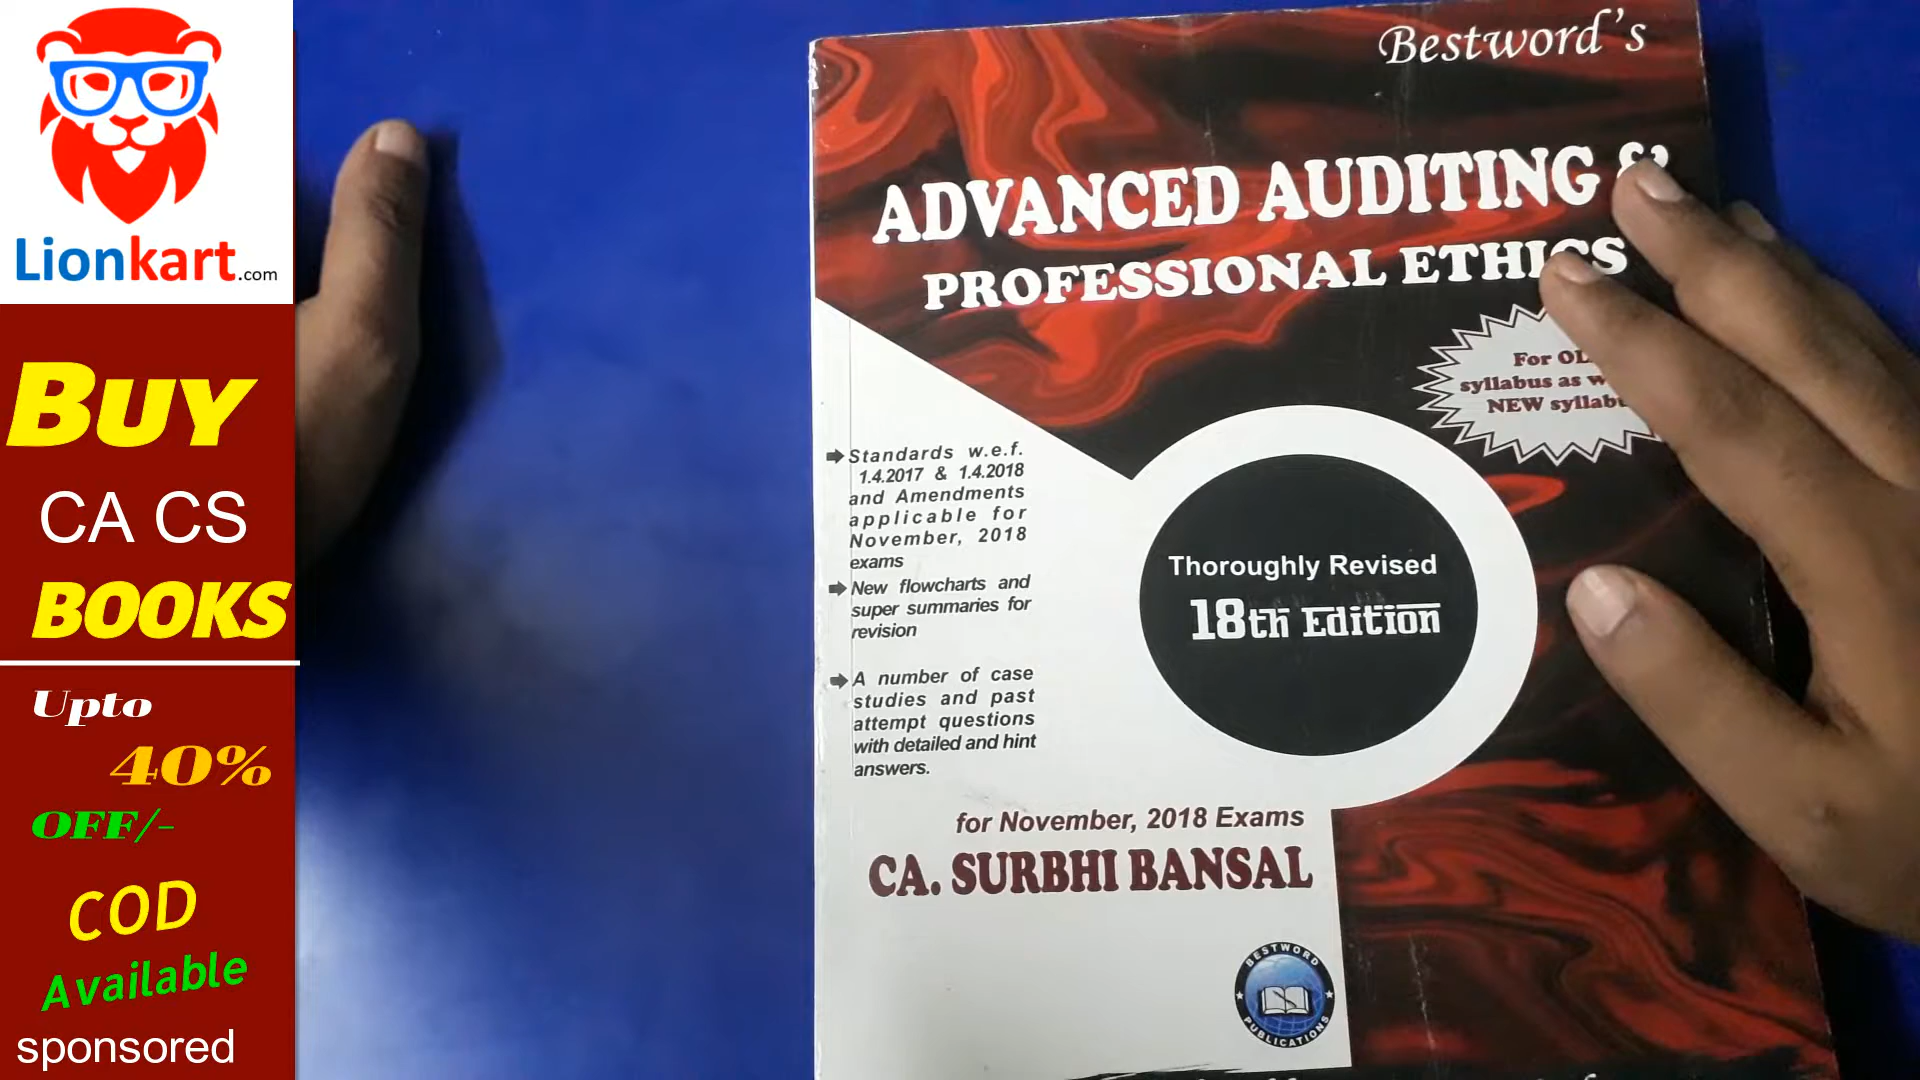 Lionkart.com
BUY
CA CS
BOOKS
Upto
40%
OFF/-
COD
Available
sponsored
Bestword's
ADVANCED AUDITING &
PROFESSIONAL ETHICS
For
syllabus as
NEW
Standards w.e.f.
1.4.2017 & 1.4.2018
and Amendments
applicable for
November, 2018
exams
New flowcharts and
super summaries for
revision
A number of case
studies and past
attempt questions
with detailed and hint
answers.
Thoroughly Revised
18th Edition
for November, 2018 Exams
CA. SURBHI BANSAL
BESTWORD
PUBLICATIONS